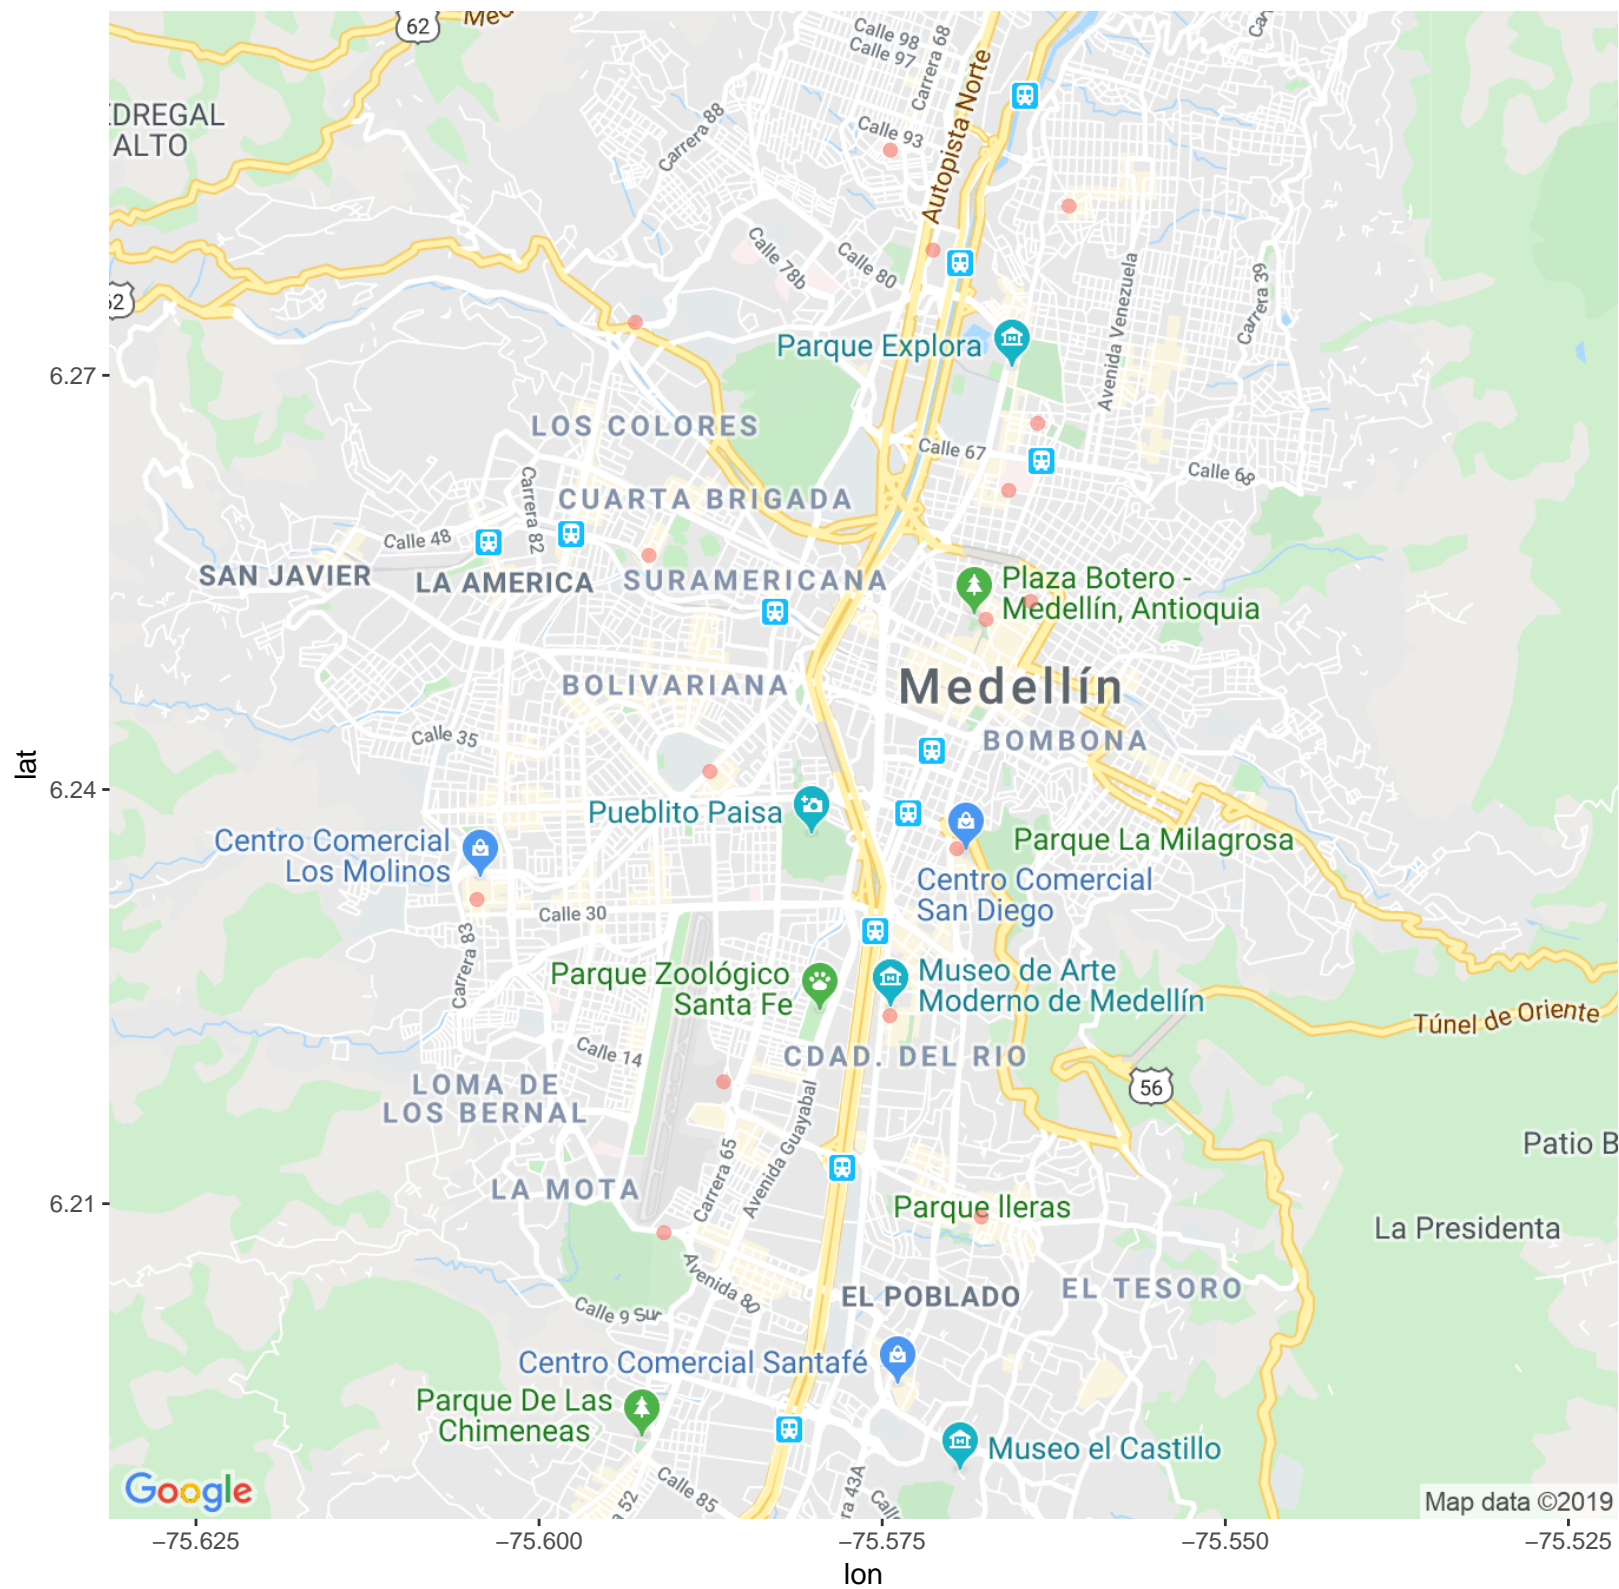 62
Calle 98
Calle 97
Carrera 68
Autopista Norte
EDREGAL
ALTO
Carrera 88
Calle 93
Calle 78b
Calle 80
Avenida Venezuela
Carrera 39
Parque Explora
6.27
LOS COLORES
Calle 67
Calle 68
CUARTA BRIGADA
Carrera 82
Calle 48
SAN JAVIER
LA AMERICA
SURAMERICANA
Plaza Botero -
Medellín, Antioquia
BOLIVARIANA
Medellín
Calle 35
BOMBONA
lat
6.24
Pueblito Paisa
Centro Comercial
Los Molinos
Parque La Milagrosa
Centro Comercial
San Diego
Calle 30
Carrera 83
Parque Zoológico
Santa Fe
Museo de Arte
Moderno de Medellín
Túnel de Oriente
Calle 14
CDAD. DEL RIO
LOMA DE
LOS BERNAL
56
Avenida Guayabal
Carrera 65
Patio B
LA MOTA
6.21
Parque lleras
La Presidenta
Avenida 80
EL POBLADO
EL TESORO
Calle 9 Sur
Centro Comercial Santafé
Parque De Las
Chimeneas
Museo el Castillo
Calle 85
52
ra 43A
Calle
Google
Map data ©2019
−75.625
−75.600
−75.575
−75.550
−75.525
lon